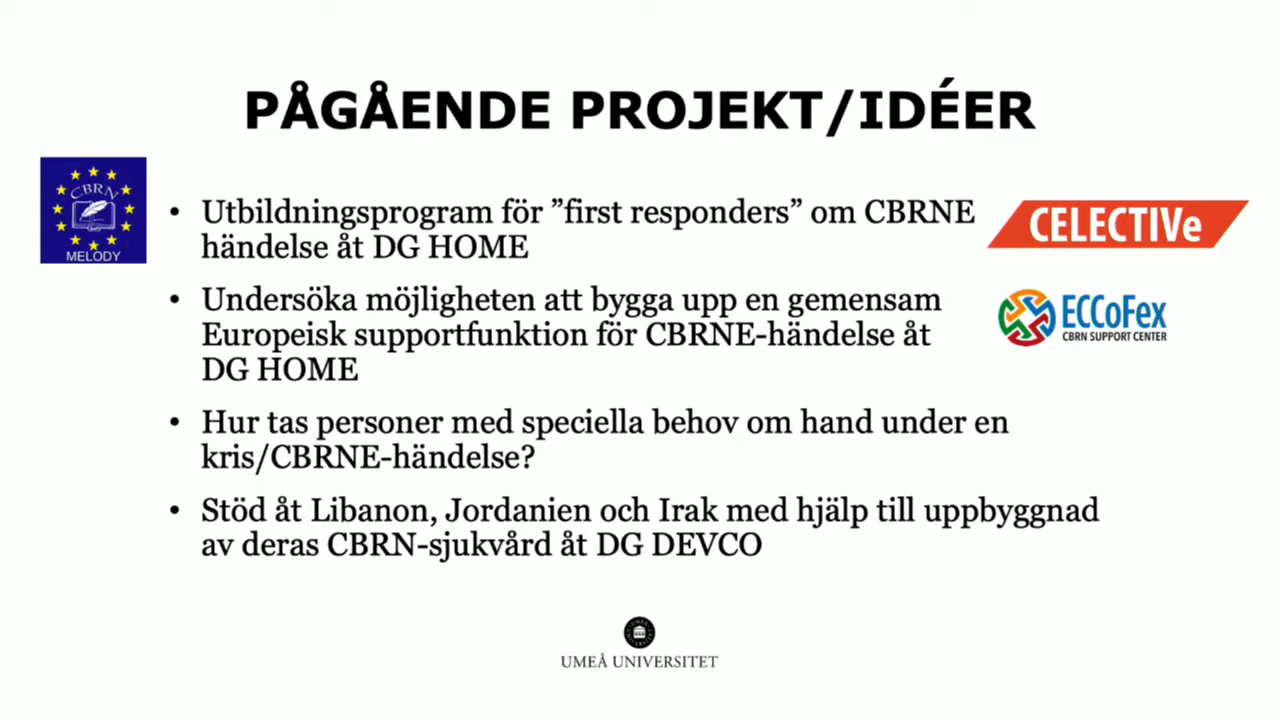 PÅGÅENDE PROJEKT/IDÉER
CBRN
MELODY
• Utbildningsprogram för ”first responders” om CBRNE
händelse åt DG HOME
CELECTIVe
• Undersöka möjligheten att bygga upp en gemensam
Europeisk supportfunktion för CBRNE-händelse åt
DG HOME
ECCoFex
CBRN SUPPORT CENTER
• Hur tas personer med speciella behov om hand under en
kris/CBRNE-händelse?
• Stöd åt Libanon, Jordanien och Irak med hjälp till uppbyggnad
av deras CBRN-sjukvård åt DG DEVCO
UMEÅ UNIVERSITET